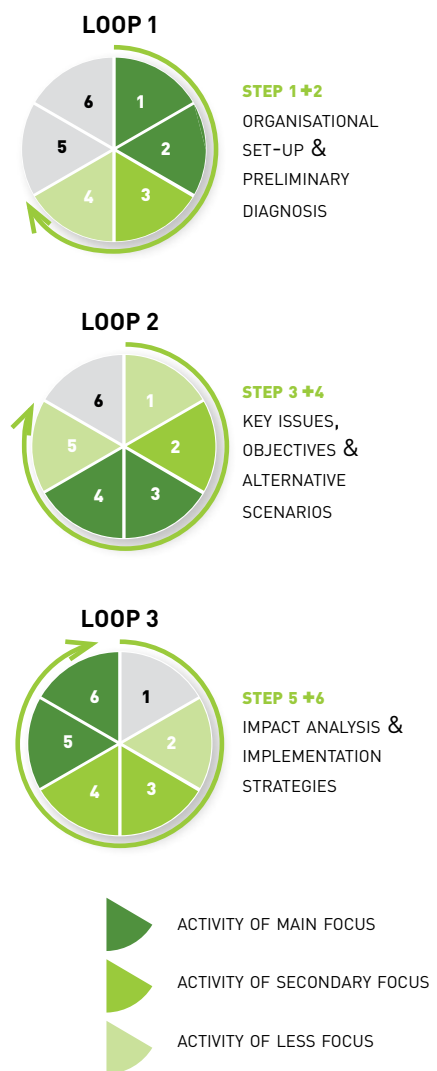 LOOP 1
1
2
3
4
5
6
STEP 1+2
ORGANISATIONAL
SET-UP &
PRELIMINARY
DIAGNOSIS
LOOP 2
1
2
3
4
5
6
STEP 3+4
KEY ISSUES,
OBJECTIVES &
ALTERNATIVE
SCENARIOS
LOOP 3
1
2
3
4
5
6
STEP 5+6
IMPACT ANALYSIS &
IMPLEMENTATION
STRATEGIES
ACTIVITY OF MAIN FOCUS
ACTIVITY OF SECONDARY FOCUS
ACTIVITY OF LESS FOCUS